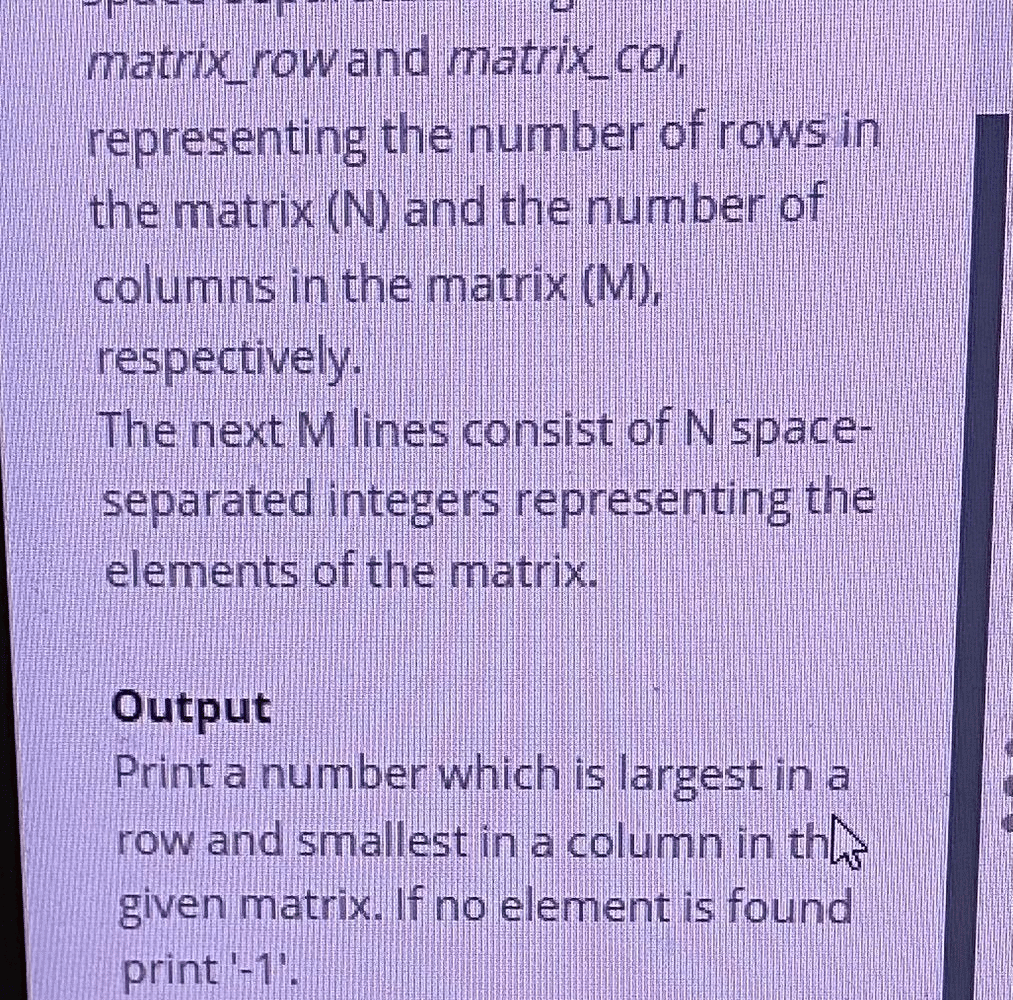 matrix_row and matrix_col,
representing the number of rows in
the matrix (N) and the number of
columns in the matrix (M),
respectively.
The next M lines consist of N space-
separated integers representing the
elements of the matrix.
Output
Print a number which is largest in a
row and smallest in a column in th
given matrix. If no element is found
print '-1'.